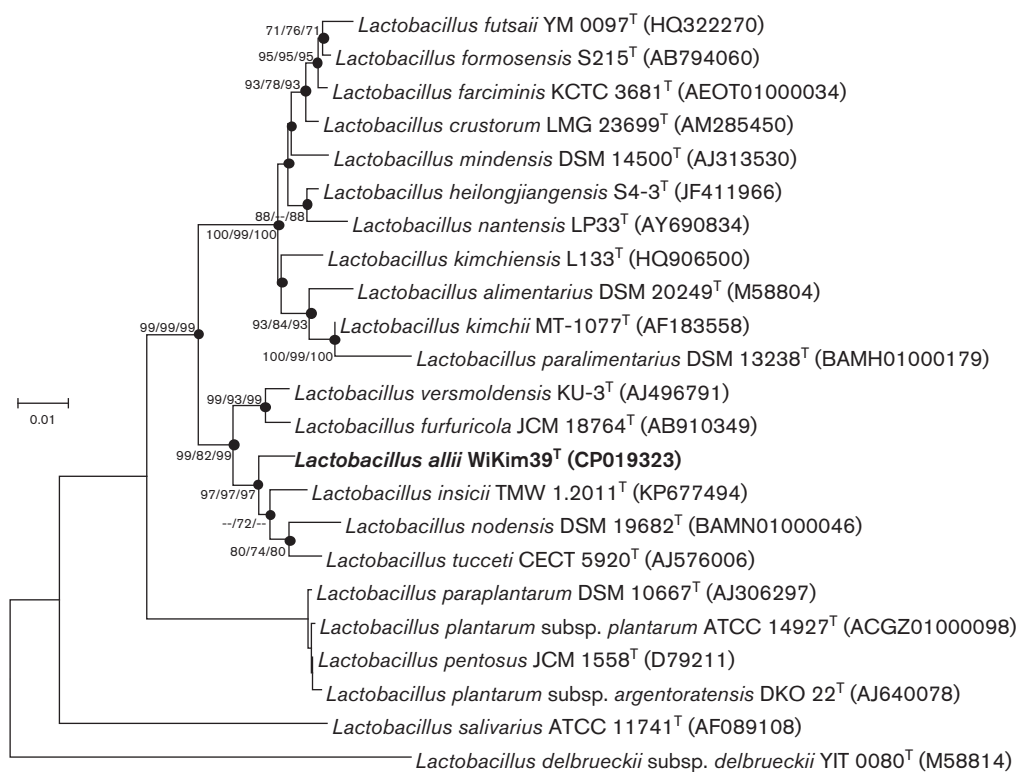 71/76/71
Lactobacillus futsaii YM 0097T (HQ322270)
95/95/95
Lactobacillus formosensis S215T (AB794060)
93/78/93
Lactobacillus farciminis KCTC 3681T (AEOT01000034)
Lactobacillus crustorum LMG 23699T (AM285450)
Lactobacillus mindensis DSM 14500T (AJ313530)
Lactobacillus heilongjiangensis S4-3T (JF411966)
88/--/88
Lactobacillus nantensis LP33T (AY690834)
100/99/100
Lactobacillus kimchiensis L133T (HQ906500)
Lactobacillus alimentarius DSM 20249T (M58804)
93/84/93
Lactobacillus kimchii MT-1077T (AF183558)
99/99/99
100/99/100
Lactobacillus paralimentarius DSM 13238T (BAMH01000179)
Lactobacillus versmoldensis KU-3T (AJ496791)
99/93/99
0.01
Lactobacillus furfuricola JCM 18764T (AB910349)
99/82/99
Lactobacillus allii WiKim39T (CP019323)
97/97/97
Lactobacillus insicii TMW 1.2011T (KP677494)
--/72/--
Lactobacillus nodensis DSM 19682T (BAMN01000046)
80/74/80
Lactobacillus tucceti CECT 5920T (AJ576006)
Lactobacillus paraplantarum DSM 10667T (AJ306297)
Lactobacillus plantarum subsp. plantarum ATCC 14927T (ACGZ01000098)
Lactobacillus pentosus JCM 1558T (D79211)
Lactobacillus plantarum subsp. argentoratensis DKO 22T (AJ640078)
Lactobacillus salivarius ATCC 11741T (AF089108)
Lactobacillus delbrueckii subsp. delbrueckii YIT 0080T (M58814)